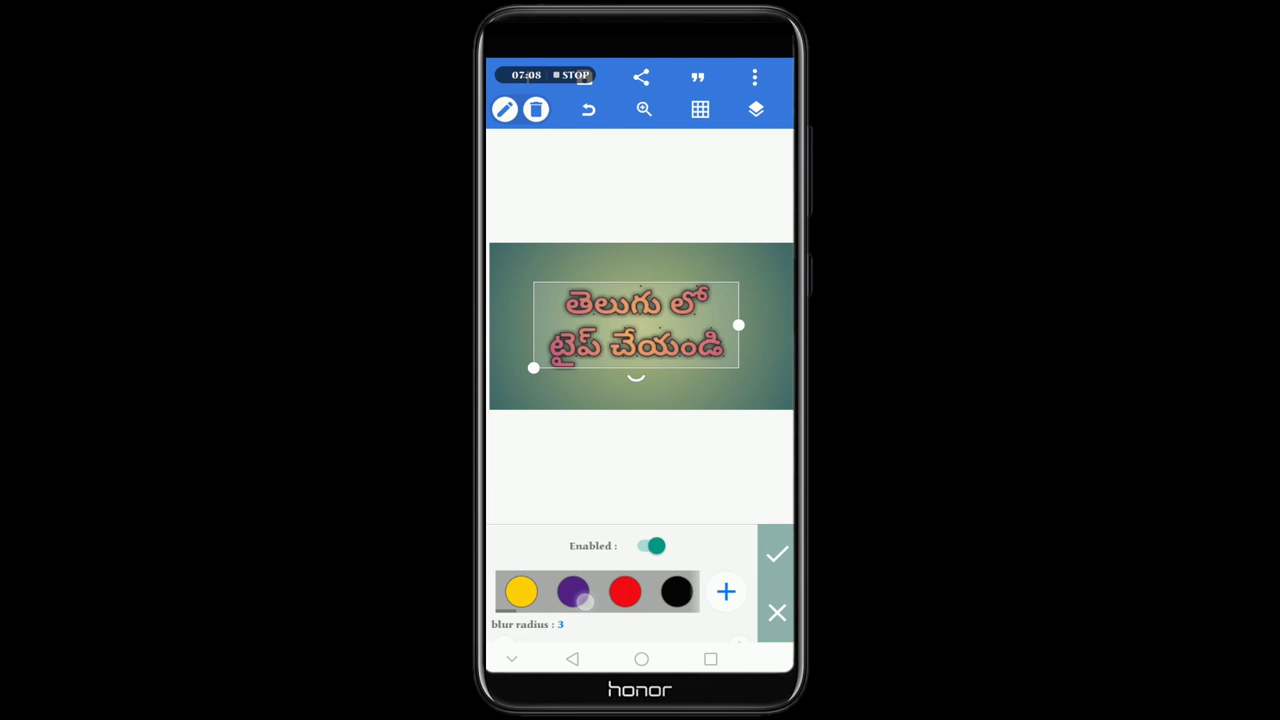 07:08 STOP
తెలుగు లో
టైప్ చేయండి
Enabled :
blur radius : 3
honor